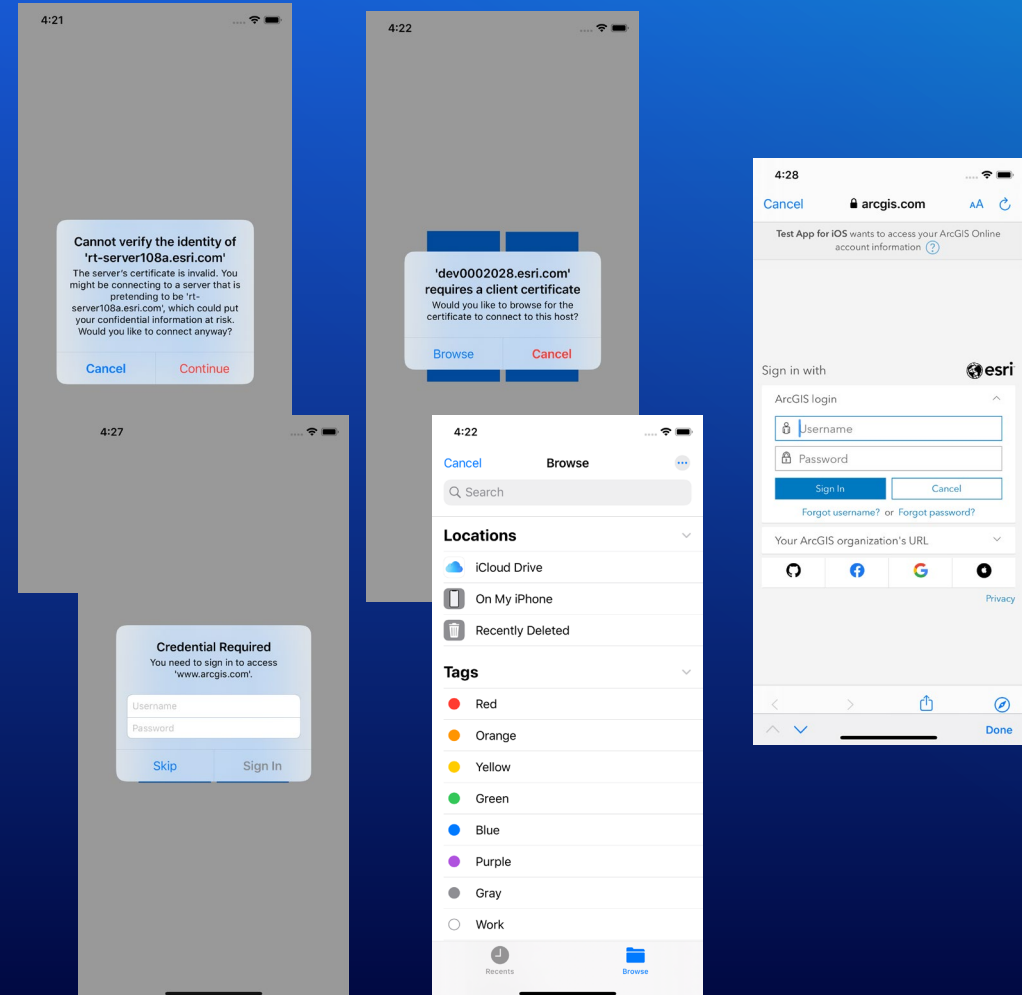 4:21
Cannot verify the identity of
'rt-server108a.esri.com'
The server's certificate is invalid. You
might be connecting to a server that is
pretending to be 'rt-
server108a.esri.com', which could put
your confidential information at risk.
Would you like to connect anyway?
Cancel
Continue
4:22
'dev0002028.esri.com'
requires a client certificate
Would you like to browse for the
certificate to connect to this host?
Browse
Cancel
4:28
Cancel
arcgis.com
AA
Test App for iOS wants to access your ArcGIS Online
account information ?
Sign in with
esri
ArcGIS login
Username
Password
Sign In
Cancel
Forgot username? or Forgot password?
Your ArcGIS organization's URL
G
Privacy
Done
4:27
Credential Required
You need to sign in to access
'www.arcgis.com'.
Username
Password
Skip
Sign In
4:22
Cancel
Browse
Search
Locations
iCloud Drive
On My iPhone
Recently Deleted
Tags
Red
Orange
Yellow
Green
Blue
Purple
Gray
Work
Recents
Browse